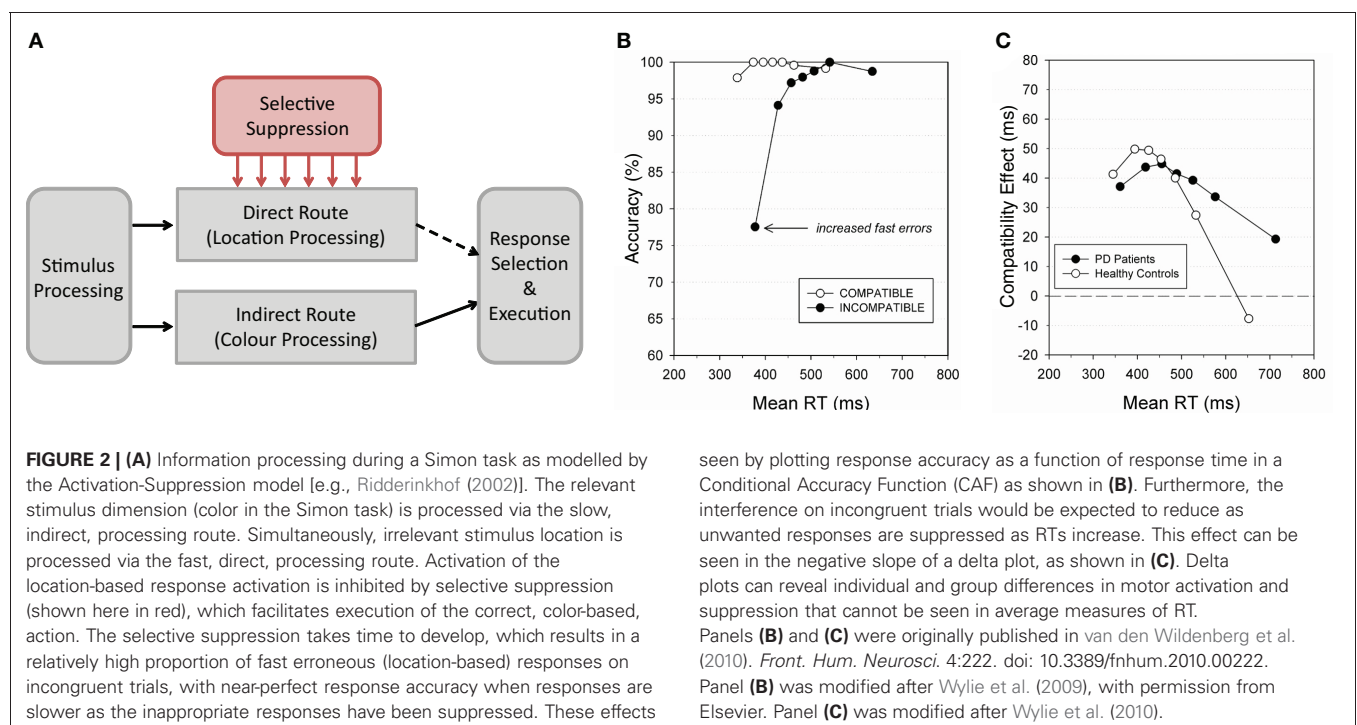 A
Selective
Suppression
Stimulus
Processing
Direct Route
(Location Processing)
Indirect Route
(Colour Processing)
Response
Selection
&
Execution
B
Accuracy (%)
100
95
90
85
80
75
70
65
60
increased fast errors
COMPATIBLE
INCOMPATIBLE
200 300 400 500 600 700 800
Mean RT (ms)
C
Compatibility Effect (ms)
80
70
60
50
40
30
20
10
0
-10
-20
PD Patients
Healthy Controls
200 300 400 500 600 700 800
Mean RT (ms)
FIGURE 2 | (A) Information processing during a Simon task as modelled by
the Activation-Suppression model [e.g., Ridderinkhof (2002)]. The relevant
stimulus dimension (color in the Simon task) is processed via the slow,
indirect, processing route. Simultaneously, irrelevant stimulus location is
processed via the fast, direct, processing route. Activation of the
location-based response activation is inhibited by selective suppression
(shown here in red), which facilitates execution of the correct, color-based,
action. The selective suppression takes time to develop, which results in a
relatively high proportion of fast erroneous (location-based) responses on
incongruent trials, with near-perfect response accuracy when responses are
slower as the inappropriate responses have been suppressed. These effects
seen by plotting response accuracy as a function of response time in a
Conditional Accuracy Function (CAF) as shown in (B). Furthermore, the
interference on incongruent trials would be expected to reduce as
unwanted responses are suppressed as RTs increase. This effect can be
seen in the negative slope of a delta plot, as shown in (C). Delta
plots can reveal individual and group differences in motor activation and
suppression that cannot be seen in average measures of RT.
Panels (B) and (C) were originally published in van den Wildenberg et al.
(2010). Front. Hum. Neurosci. 4:222. doi: 10.3389/fnhum.2010.00222.
Panel (B) was modified after Wylie et al. (2009), with permission from
Elsevier. Panel (C) was modified after Wylie et al. (2010).